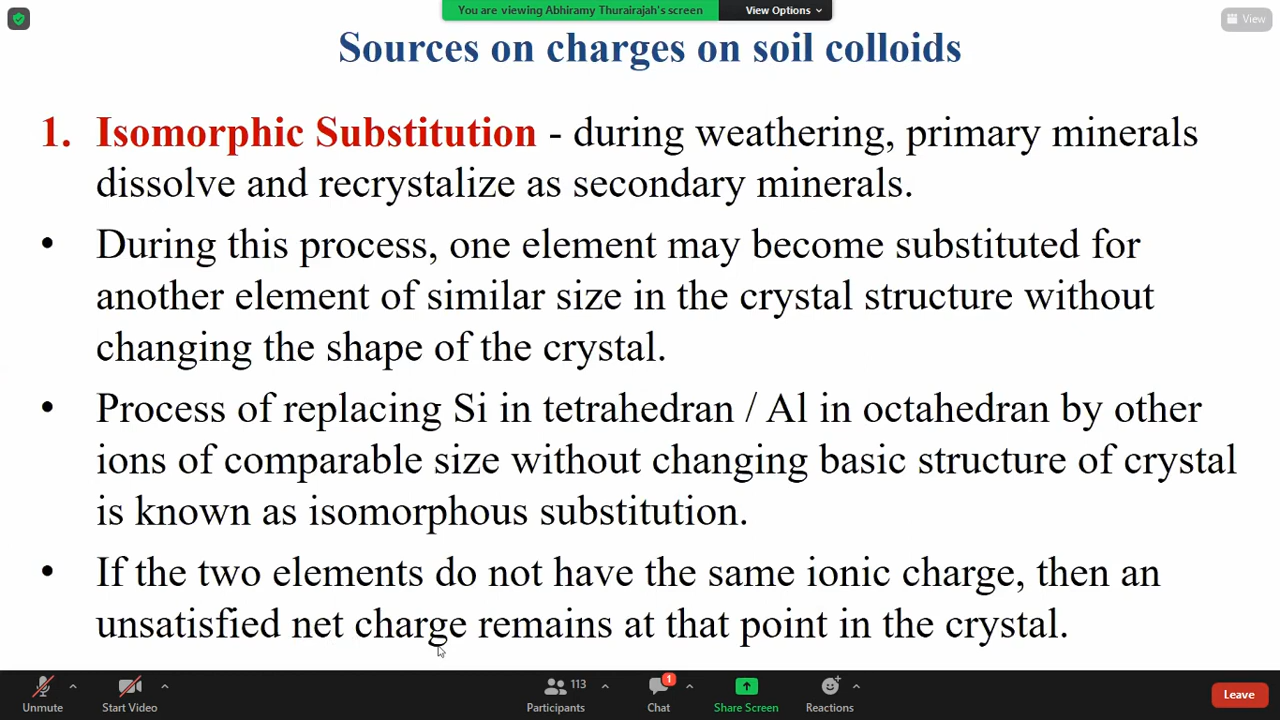 You are viewing Abhiramy Thurairajah's screen
View Options
View
Sources on charges on soil colloids
1. Isomorphic Substitution - during weathering, primary minerals
dissolve and recrystalize as secondary minerals.
• During this process, one element may become substituted for
another element of similar size in the crystal structure without
changing the shape of the crystal.
• Process of replacing Si in tetrahedran / Al in octahedran by other
ions of comparable size without changing basic structure of crystal
is known as isomorphous substitution.
• If the two elements do not have the same ionic charge, then an
unsatisfied net charge remains at that point in the crystal.
113
1
Unmute
Start Video
Participants
Chat
Share Screen
Reactions
Leave